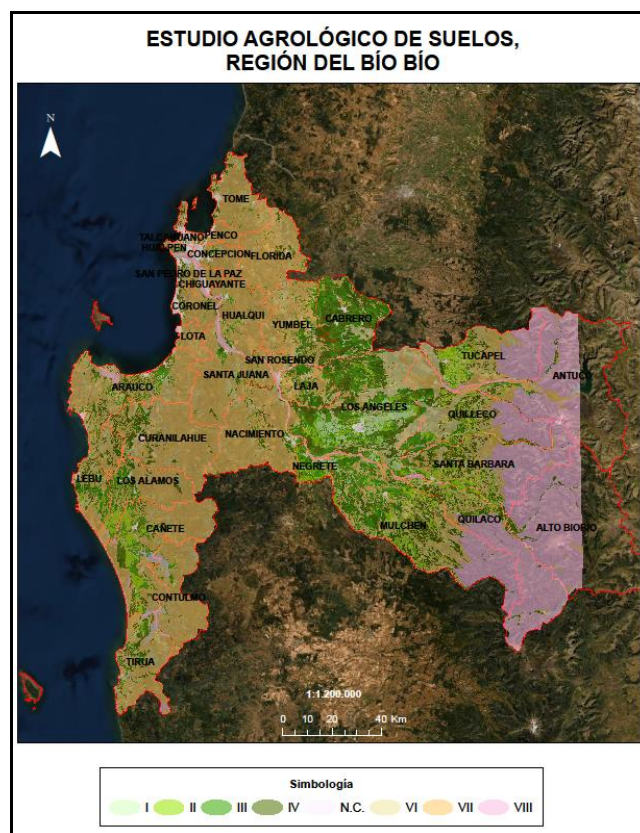 ESTUDIO AGROLÓGICO DE SUELOS,
REGIÓN DEL BÍO BÍO
N
TOME
TALCAHUANO
PENCO
HUALPEN
CONCEPCION
FLORIDA
SAN PEDRO DE LA PAZ
CHIGUAYANTE
CORONEL
HUALQUI
YUMBEL
CABRERO
LOTA
SAN ROSENDO
TUCAPEL
ANTUCO
ARAUCO
SANTA JUANA
LAJA
LOS ANGELES
QUILLECO
CURANILAHUE
NACIMIENTO
NEGRETE
SANTA BARBARA
LEBU
LOS ALAMOS
CAÑETE
MULCHEN
QUILACO
ALTO BIOBIO
CONTULMO
TIRUA
1:1.200.000
0 10 20 40 Km
Simbología
I II III IV N.C. VI VII VIII